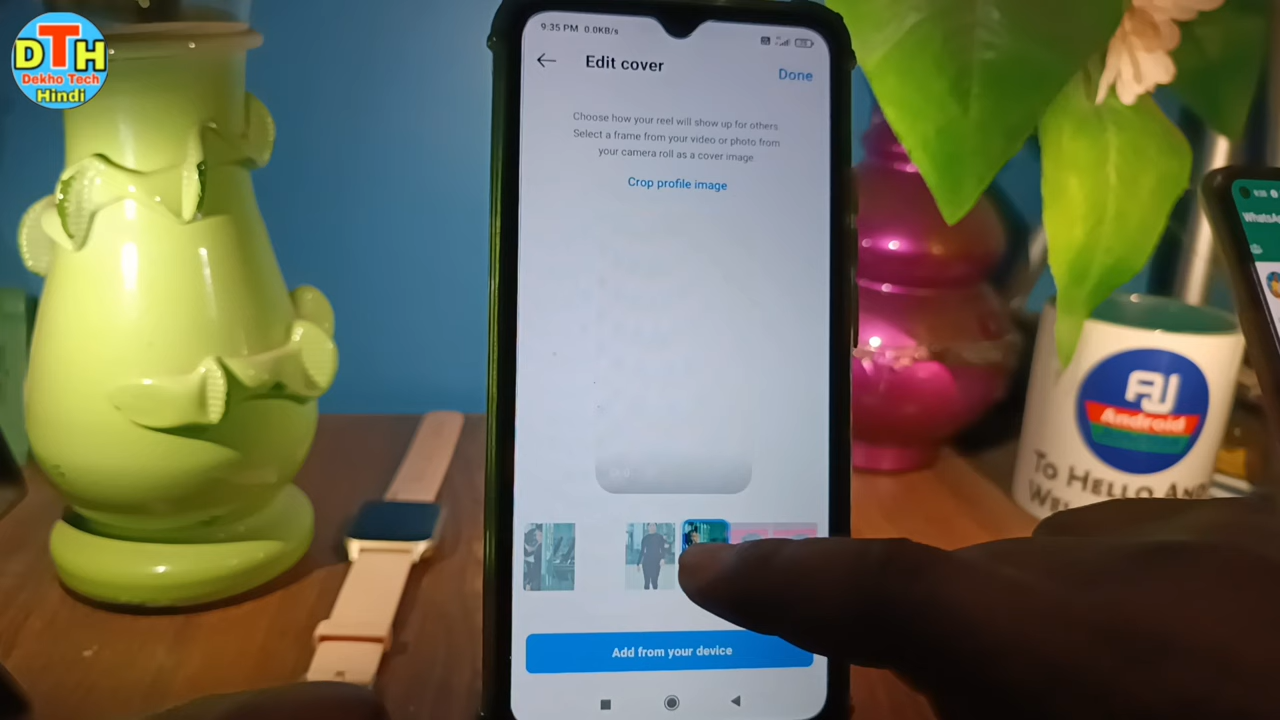 DTH
Dekho Tech
Hindi
9:35 PM 0.0KB/s
Edit cover
Done
Choose how your reel will show up for others
Select a frame from your video or photo from
your camera roll as a cover image
Crop profile image
Add from your device
AJ
Android
TO HELLO AND